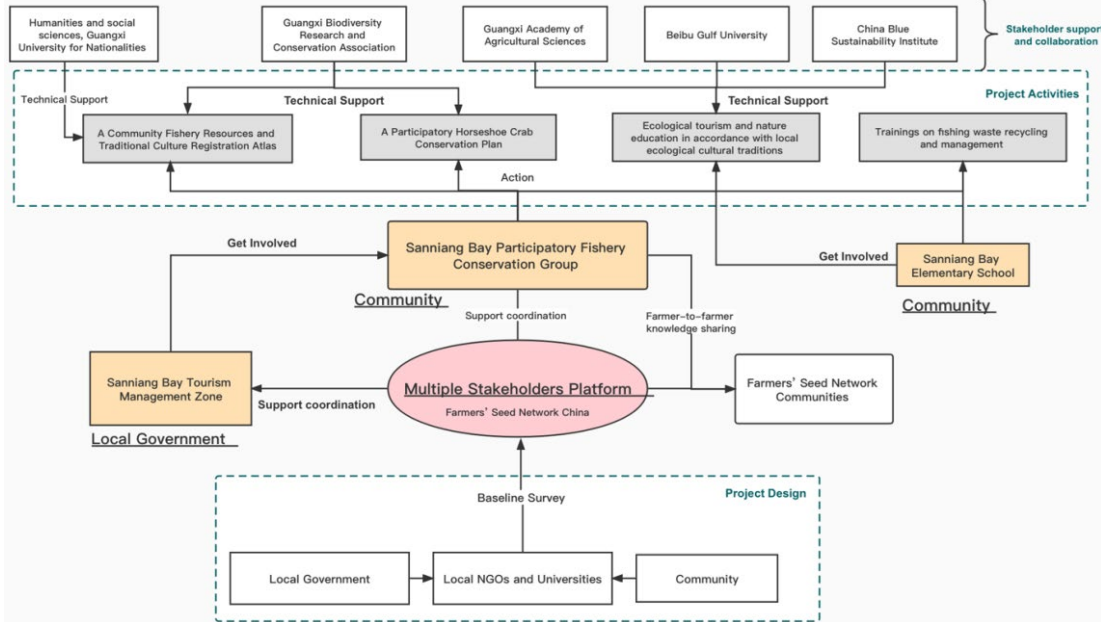 Humanities and social
sciences, Guangxi
University for Nationalities
Guangxi Biodiversity
Research and
Conservation Association
Guangxi Academy of
Agricultural Sciences
Beibu Gulf University
China Blue
Sustainability Institute
Stakeholder support
and collaboration
Project Activities
Technical Support
Technical Support
Technical Support
A Community Fishery Resources and
Traditional Culture Registration Atlas
A Participatory Horseshoe Crab
Conservation Plan
Ecological tourism and nature
education in accordance with local
ecological cultural traditions
Trainings on fishing waste recycling
and management
Action
Get Involved
Sanniang Bay Participatory Fishery
Conservation Group
Community
Get Involved
Sanniang Bay
Elementary School
Community
Support coordination
Farmer-to-farmer
knowledge sharing
Sanniang Bay Tourism
Management Zone
Local Government
Support coordination
Multiple Stakeholders Platform
Farmers' Seed Network China
Farmers' Seed Network
Communities
Project Design
Baseline Survey
Local Government
Local NGOs and Universities
Community